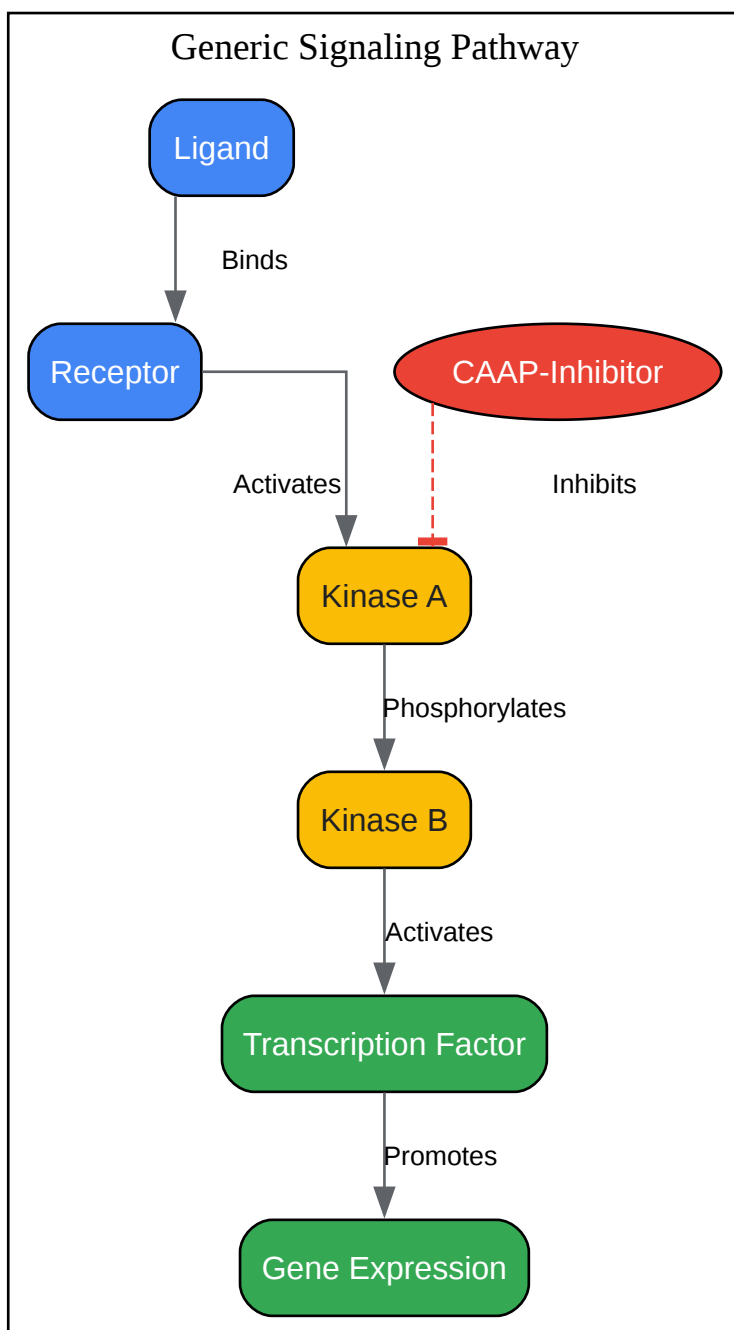 Generic Signaling Pathway
Ligand
Binds
Receptor
CAAP-Inhibitor
Activates
Inhibits
Kinase A
Phosphorylates
Kinase B
Activates
Transcription Factor
Promotes
Gene Expression